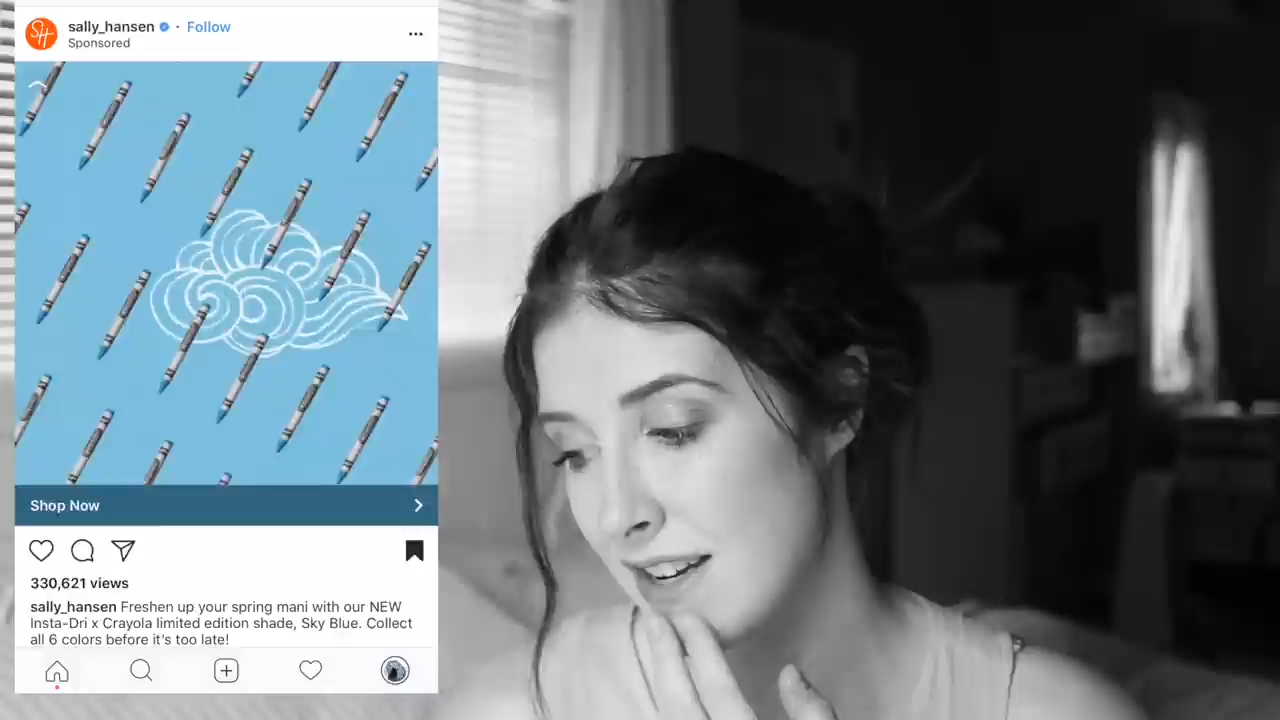 sally_hansen · Follow
Sponsored
Shop Now
330,621 views
sally_hansen Freshen up your spring mani with our NEW
Insta-Dri x Crayola limited edition shade, Sky Blue. Collect
all 6 colors before it's too late!